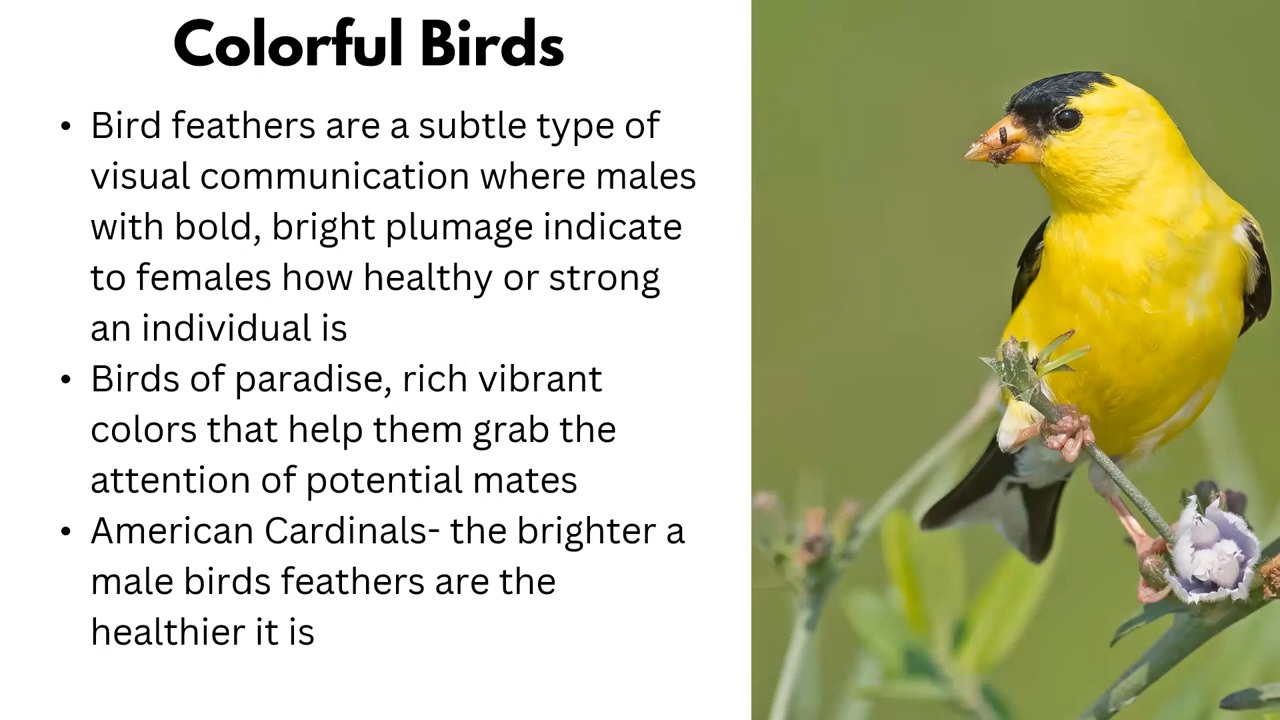 Colorful Birds
• Bird feathers are a subtle type of
visual communication where males
with bold, bright plumage indicate
to females how healthy or strong
an individual is
• Birds of paradise, rich vibrant
colors that help them grab the
attention of potential mates
• American Cardinals- the brighter a
male birds feathers are the
healthier it is